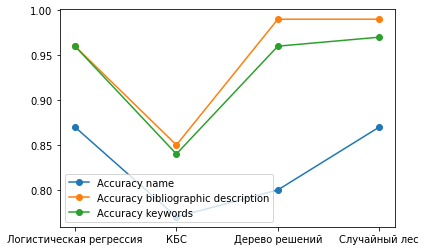 1.00
0.95
0.90
0.85
0.80
Accuracy name
Accuracy bibliographic description
Accuracy keywords
Логистическая регрессия КБС Дерево решений Случайный лес